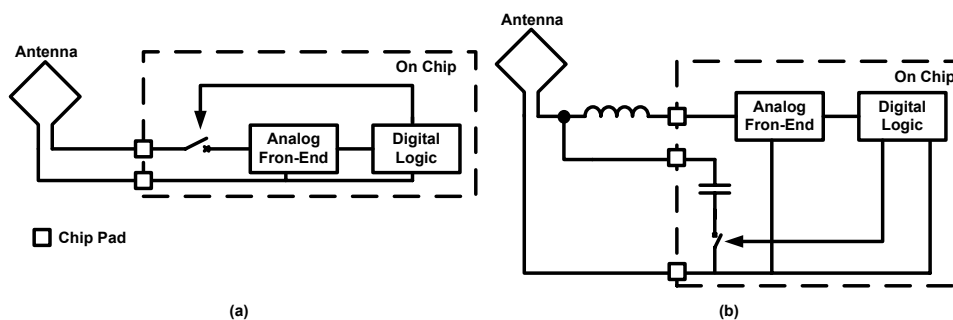 Antenna
On Chip
Analog
Fron-End
Digital
Logic
Chip Pad
(a)
Antenna
On Chip
Analog
Fron-End
Digital
Logic
(b)